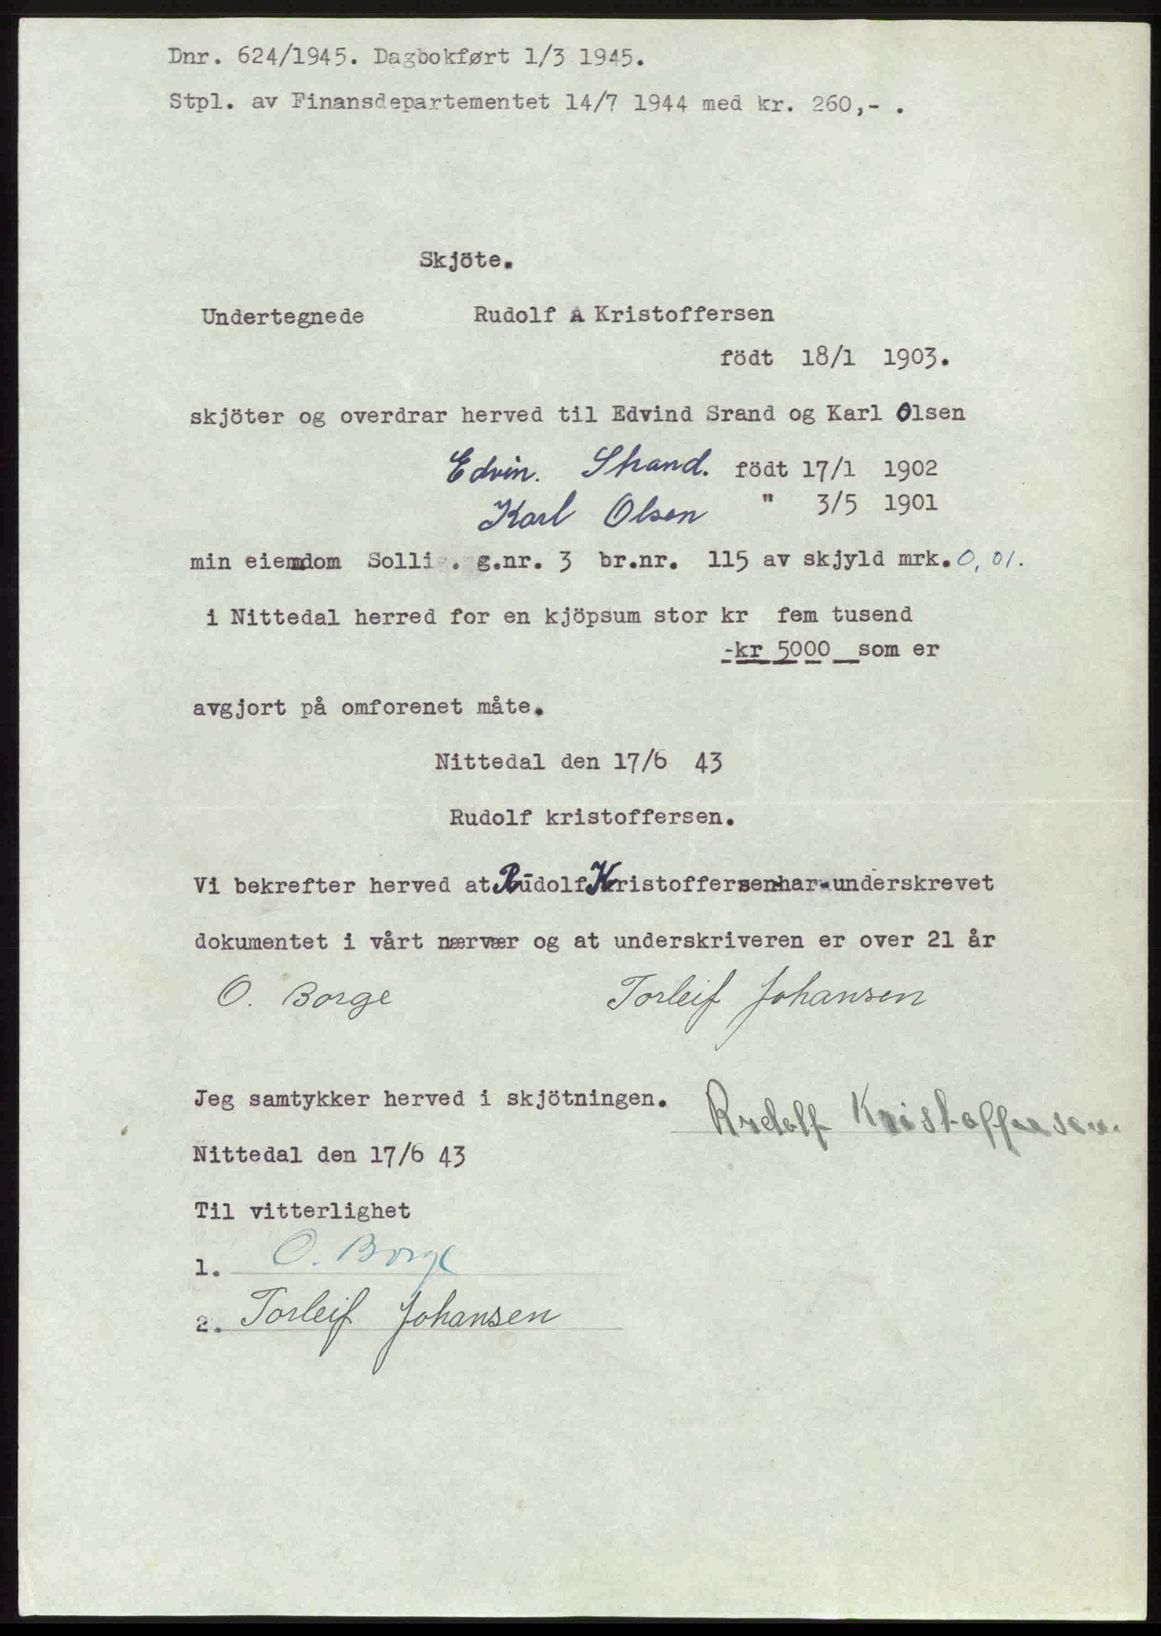 Dnr. 624/1945. Dagbokført 1/3 1945.
Stpl. av Finansdepartementet 14/7 1944 med kr. 260,- .
Skjöte.
Undertegnede Rudolf A Kristoffersen
födt 18/1 1903.
skjöter og overdrar herved til Edvind Srand og Karl Olsen
Edvin. Strand. födt 17/1 1902
Karl Olsen " 3/5 1901
min eiendom Solli . g.nr. 3 br.nr. 115 av skjyld mrk. 0,01.
i Nittedal herred for en kjöpsum stor kr fem tusend
-kr 5000 som er
avgjort på omforenet måte.
Nittedal den 17/6 43
Rudolf kristoffersen.
Vi bekrefter herved at Rudolf Kristoffersen har underskrevet
dokumentet i vårt nærvær og at underskriveren er over 21 år
O. Borge Torleif Johansen
Jeg samtykker herved i skjötningen. Rudolf Kristoffersen.
Nittedal den 17/6 43
Til vitterlighet
1. O. Borge
2. Torleif Johansen